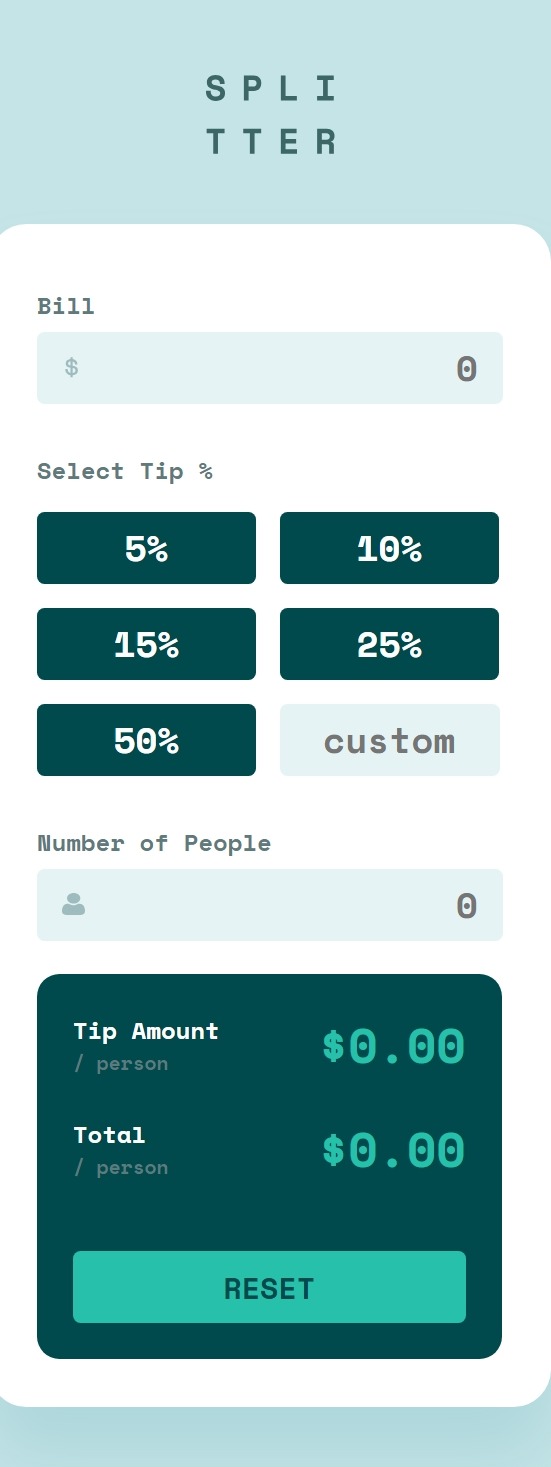 SPLI
TTER
Bill
$ 0
Select Tip %
5% 10%
15% 25%
50% custom
Number of People
0
Tip Amount
/ person
$0.00
Total
/ person
$0.00
RESET